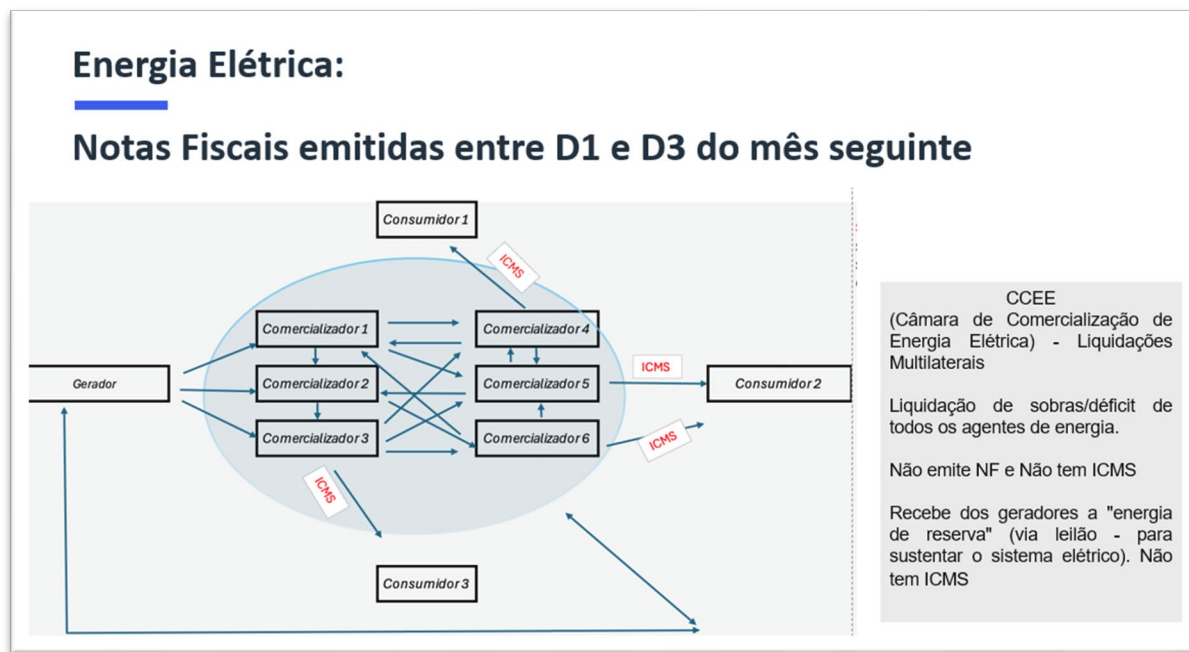 Energia Elétrica:
Notas Fiscais emitidas entre D1 e D3 do mês seguinte
Consumidor 1
ICMS
Comercializador 1
Comercializador 4
ICMS
Gerador
Comercializador 2
Comercializador 5
Consumidor 2
Comercializador 3
Comercializador 6
ICMS
ICMS
Consumidor 3
CCEE
(Câmara de Comercialização de
Energia Elétrica) - Liquidações
Multilaterais
Liquidação de sobras/déficit de
todos os agentes de energia.
Não emite NF e Não tem ICMS
Recebe dos geradores a "energia
de reserva" (via leilão - para
sustentar o sistema elétrico). Não
tem ICMS